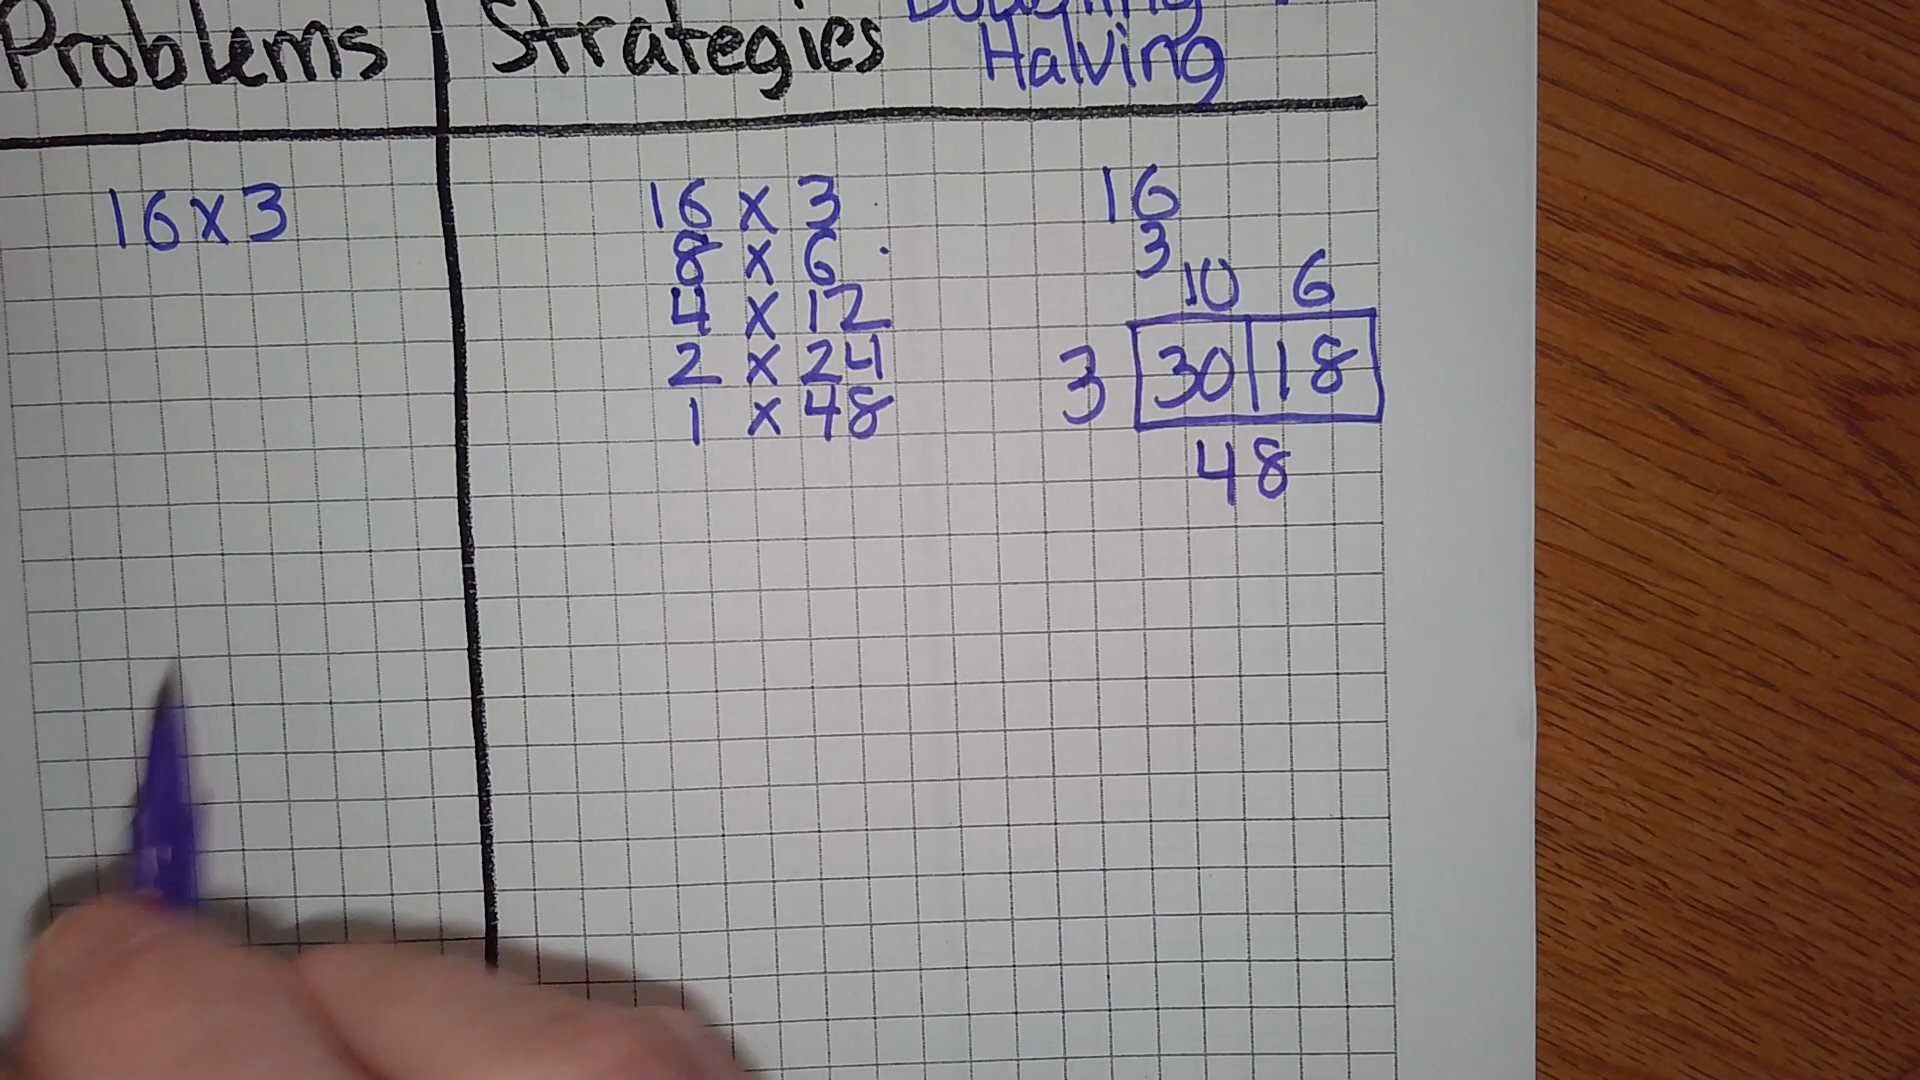 Problems
Strategies
Doubling
Halving
16 x 3
16 x 3
8 x 6
4 x 12
2 x 24
1 x 48
16
3
10 6
3 30 18
48